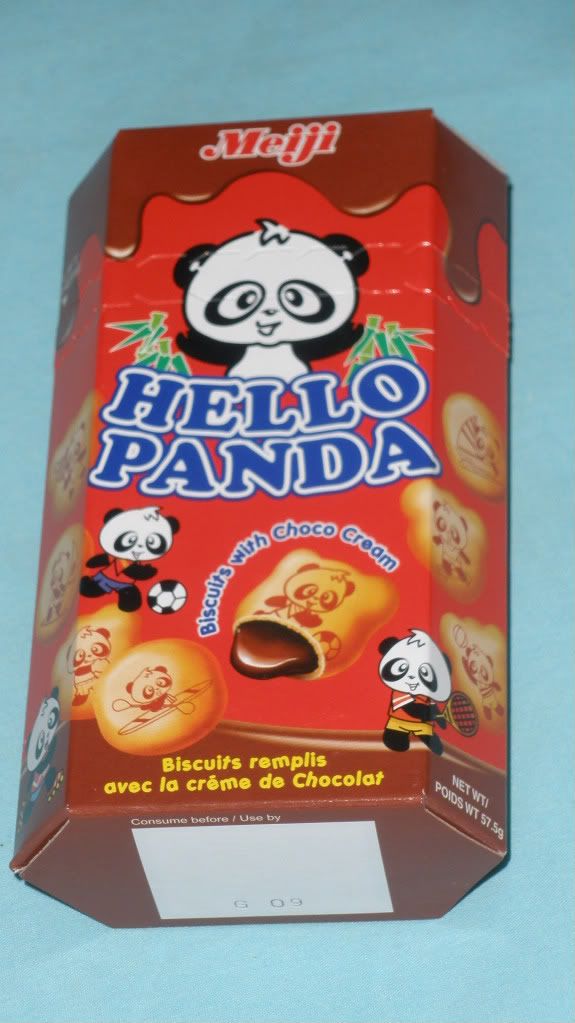 Meiji
HELLO
PANDA
Biscuits with Choco Cream
Biscuits remplis
avec la créme de Chocolat
NET WT/
POIDS WT 57.5g
Consume before / Use by
G 09